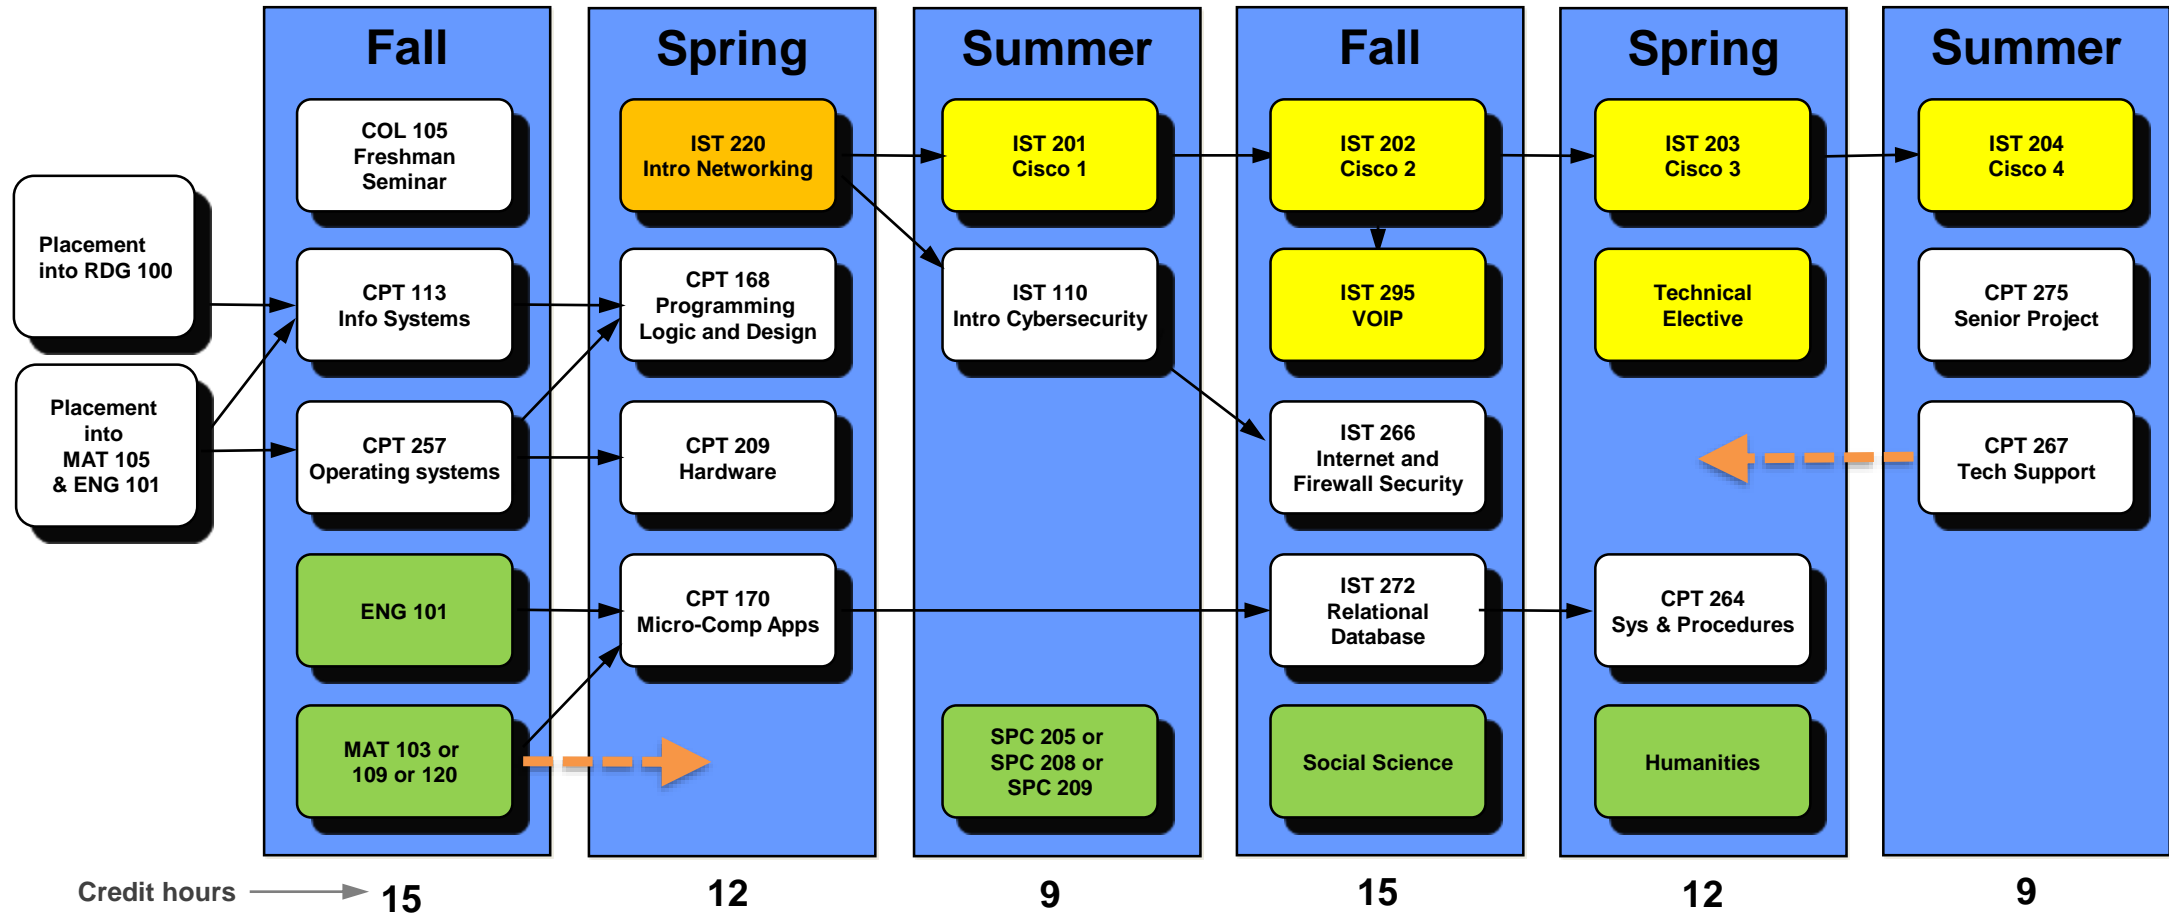 Fall
Spring
Summer
Fall
Spring
Summer
Placement
into RDG 100
Placement
into
MAT 105
& ENG 101
COL 105
Freshman
Seminar
CPT 113
Info Systems
CPT 257
Operating systems
ENG 101
MAT 103 or
109 or 120
IST 220
Intro Networking
CPT 168
Programming
Logic and Design
CPT 209
Hardware
CPT 170
Micro-Comp Apps
IST 201
Cisco 1
IST 110
Intro Cybersecurity
SPC 205 or
SPC 208 or
SPC 209
IST 202
Cisco 2
IST 295
VOIP
IST 266
Internet and
Firewall Security
IST 272
Relational
Database
Social Science
IST 203
Cisco 3
Technical
Elective
CPT 264
Sys & Procedures
Humanities
IST 204
Cisco 4
CPT 275
Senior Project
CPT 267
Tech Support
Credit hours
15
12
9
15
12
9